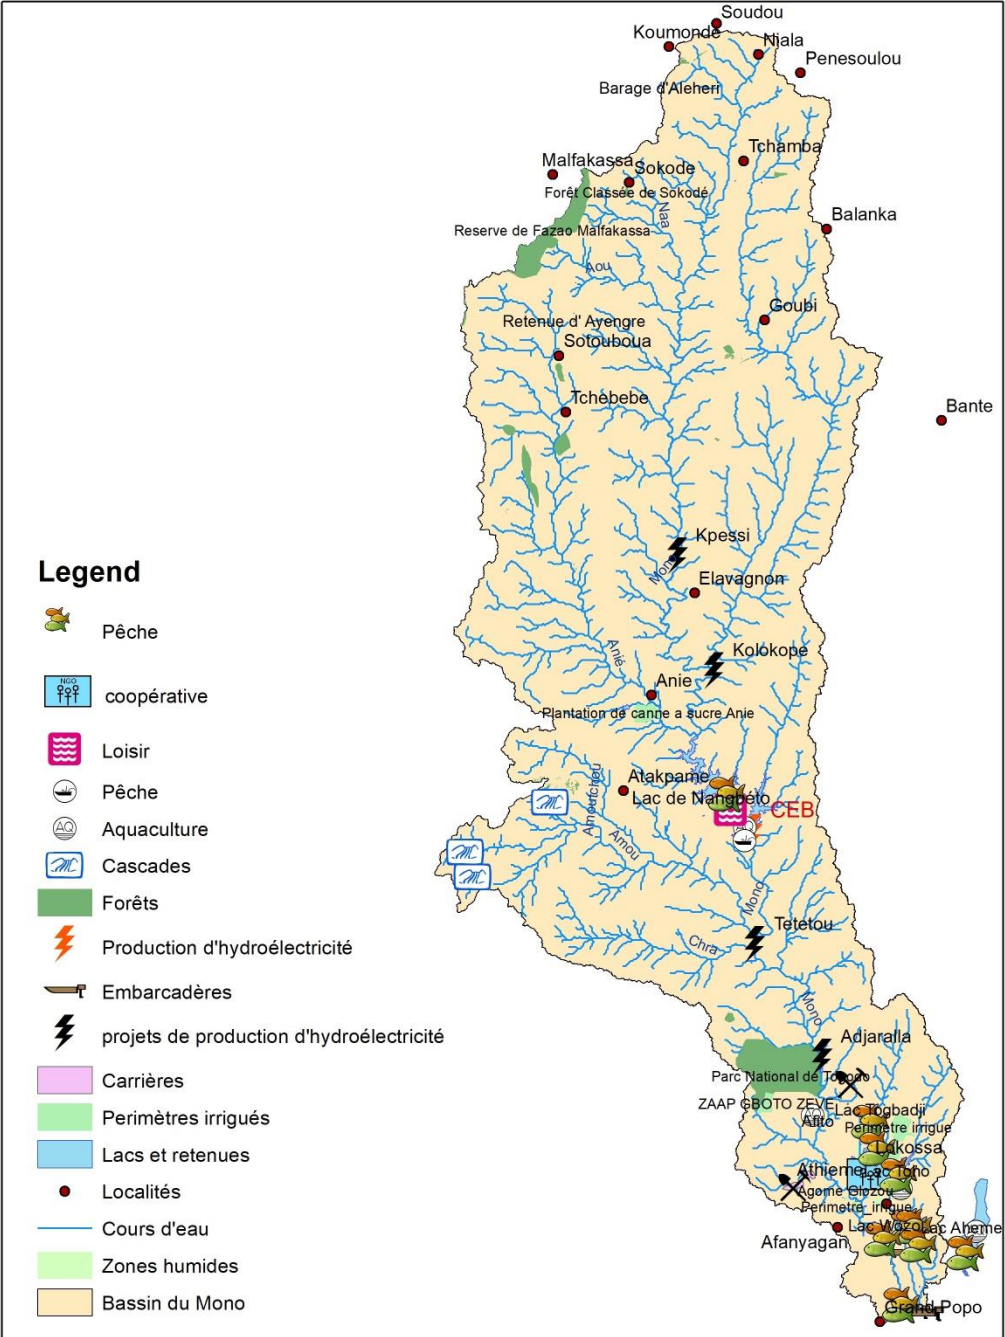 Soudou
Koumonde
Niala
Penesoulou
Barage d'Aleheri
Tchamba
Malfakassa
Sokode
Forêt Classée de Sokodé
Naa
Balanka
Reserve de Fazao Malfakassa
Aou
Goubi
Retenue d' Ayengre
Sotouboua
Tchebebe
Bante
Kpessi
Mono
Elavagnon
Anié
Kolokope
Anie
Plantation de canne a sucre Anie
Atakpame
Lac de Nangbéto
CEB
Amoutchou
Amou
Mono
Tetetou
Chra
Mono
Adjaralla
Parc National de Togodo
ZAAP GBOTO ZEVE
Lac Togbadji
Afito
Perimetre irrigue
Lokossa
Athieme
Lac Toho
Agome Glozou
Perimetre_irrigue
Lac Wozo
Lac Aheme
Afanyagan
Grand Popo
Legend
Pêche
NGO
coopérative
Loisir
Pêche
AQ
Aquaculture
Cascades
Forêts
Production d'hydroélectricité
Embarcadères
projets de production d'hydroélectricité
Carrières
Perimètres irrigués
Lacs et retenues
Localités
Cours d'eau
Zones humides
Bassin du Mono